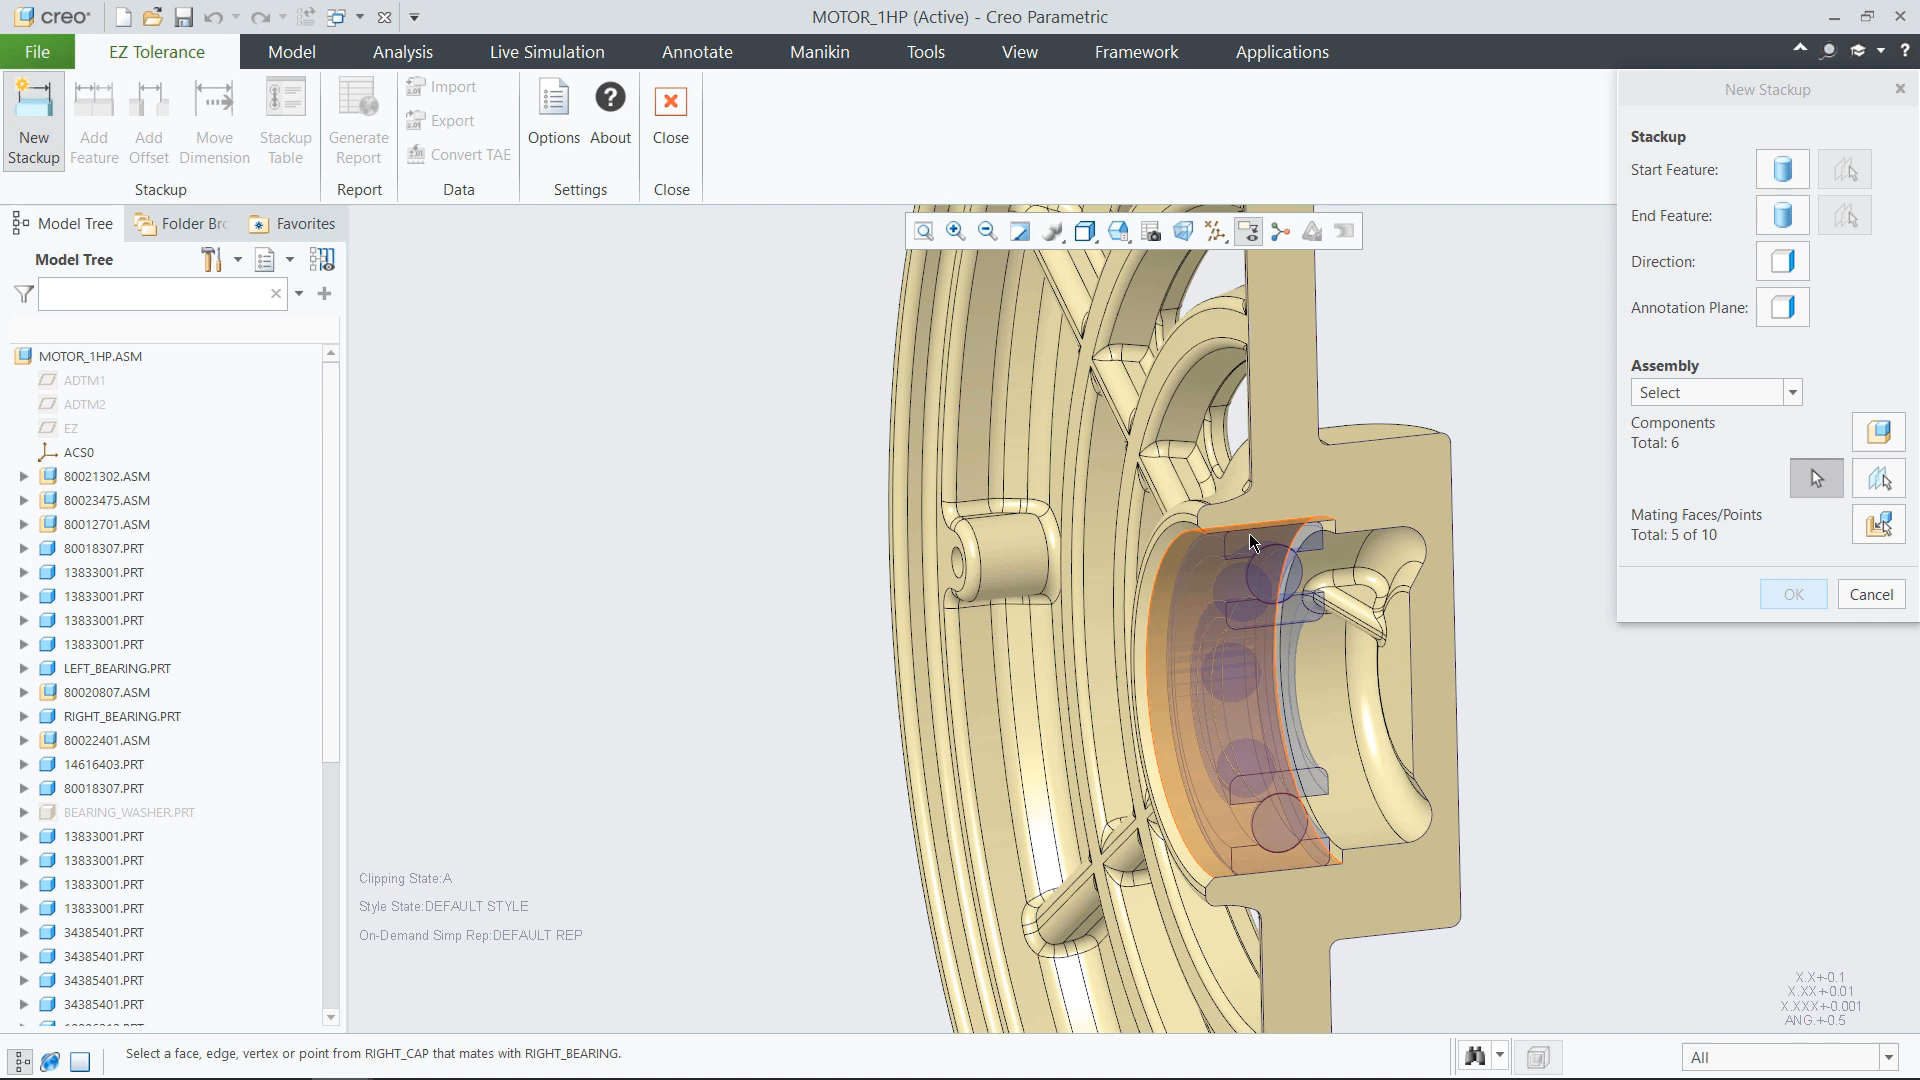 creo
MOTOR_1HP (Active) - Creo Parametric
File
EZ Tolerance
Model
Analysis
Live Simulation
Annotate
Manikin
Tools
View
Framework
Applications
New Stackup
Add Feature
Add Offset
Move Dimension
Stackup Table
Generate Report
Import
Export
Convert TAE
Options
About
Close
Stackup
Report
Data
Settings
Close
Model Tree
Folder Brc
Favorites
Model Tree
MOTOR_1HP.ASM
ADTM1
ADTM2
EZ
ACS0
80021302.ASM
80023475.ASM
80012701.ASM
80018307.PRT
13833001.PRT
13833001.PRT
13833001.PRT
13833001.PRT
LEFT_BEARING.PRT
80020807.ASM
RIGHT_BEARING.PRT
80022401.ASM
14616403.PRT
80018307.PRT
BEARING_WASHER.PRT
13833001.PRT
13833001.PRT
13833001.PRT
13833001.PRT
34385401.PRT
34385401.PRT
34385401.PRT
34385401.PRT
Clipping State:A
Style State:DEFAULT STYLE
On-Demand Simp Rep:DEFAULT REP
New Stackup
Stackup
Start Feature:
End Feature:
Direction:
Annotation Plane:
Assembly
Select
Components
Total: 6
Mating Faces/Points
Total: 5 of 10
OK
Cancel
X.X+-0.1
X.XX+-0.01
X.XXX+-0.001
ANG.+-0.5
Select a face, edge, vertex or point from RIGHT_CAP that mates with RIGHT_BEARING.
All